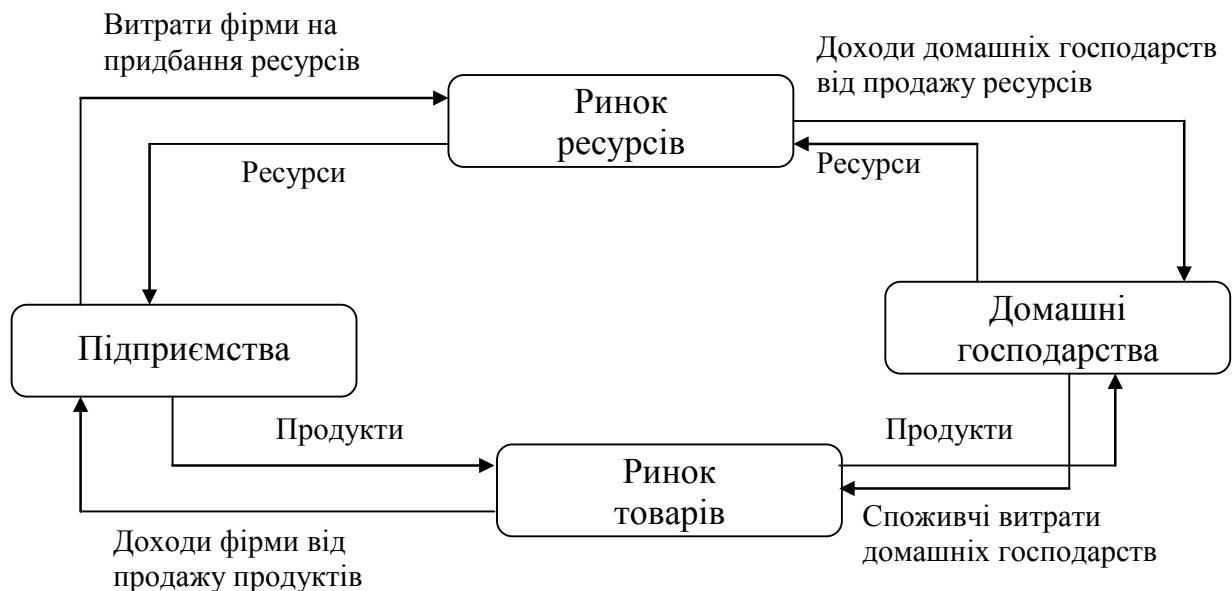 Витрати фірми на
придбання ресурсів
Доходи домашніх господарств
від продажу ресурсів
Ринок
ресурсів
Ресурси
Ресурси
Підприємства
Домашні
господарства
Продукти
Продукти
Ринок
товарів
Доходи фірми від
продажу продуктів
Споживчі витрати
домашніх господарств